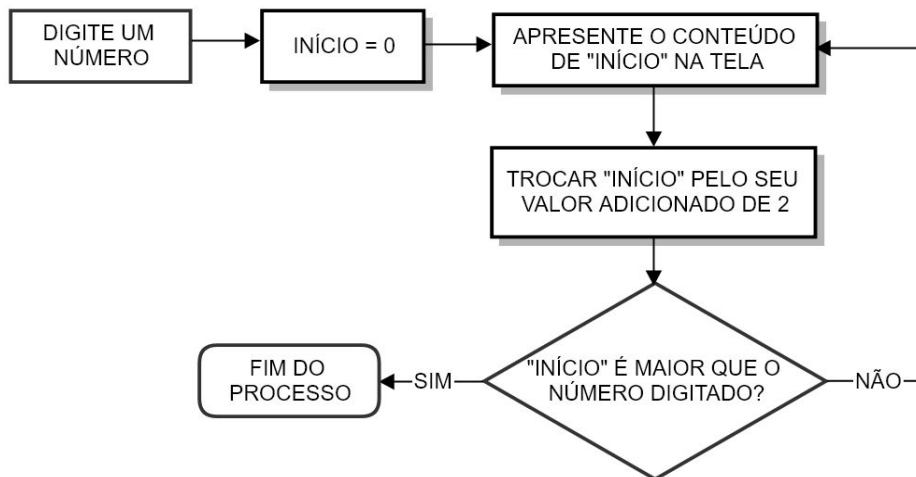 DIGITE UM
NÚMERO
INÍCIO = 0
APRESENTE O CONTEÚDO
DE "INÍCIO" NA TELA
TROCAR "INÍCIO" PELO SEU
VALOR ADICIONADO DE 2
"INÍCIO" É MAIOR QUE O
NÚMERO DIGITADO?
SIM
NÃO
FIM DO
PROCESSO